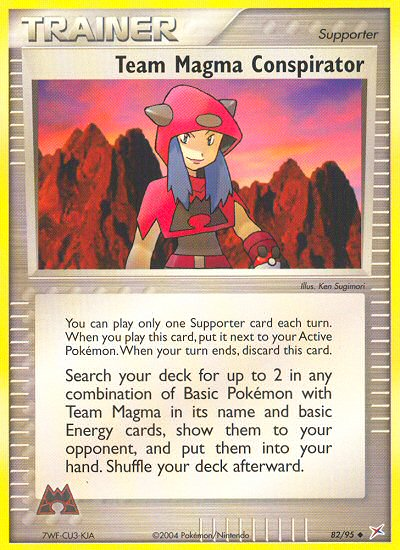 TRAINER
Supporter
Team Magma Conspirator
Illus. Ken Sugimori
You can play only one Supporter card each turn.
When you play this card, put it next to your Active
Pokémon. When your turn ends, discard this card.
Search your deck for up to 2 in any
combination of Basic Pokémon with
Team Magma in its name and basic
Energy cards, show them to your
opponent, and put them into your
hand. Shuffle your deck afterward.
7WF-CU3-KJA ©2004 Pokémon/Nintendo 82/95 ◆